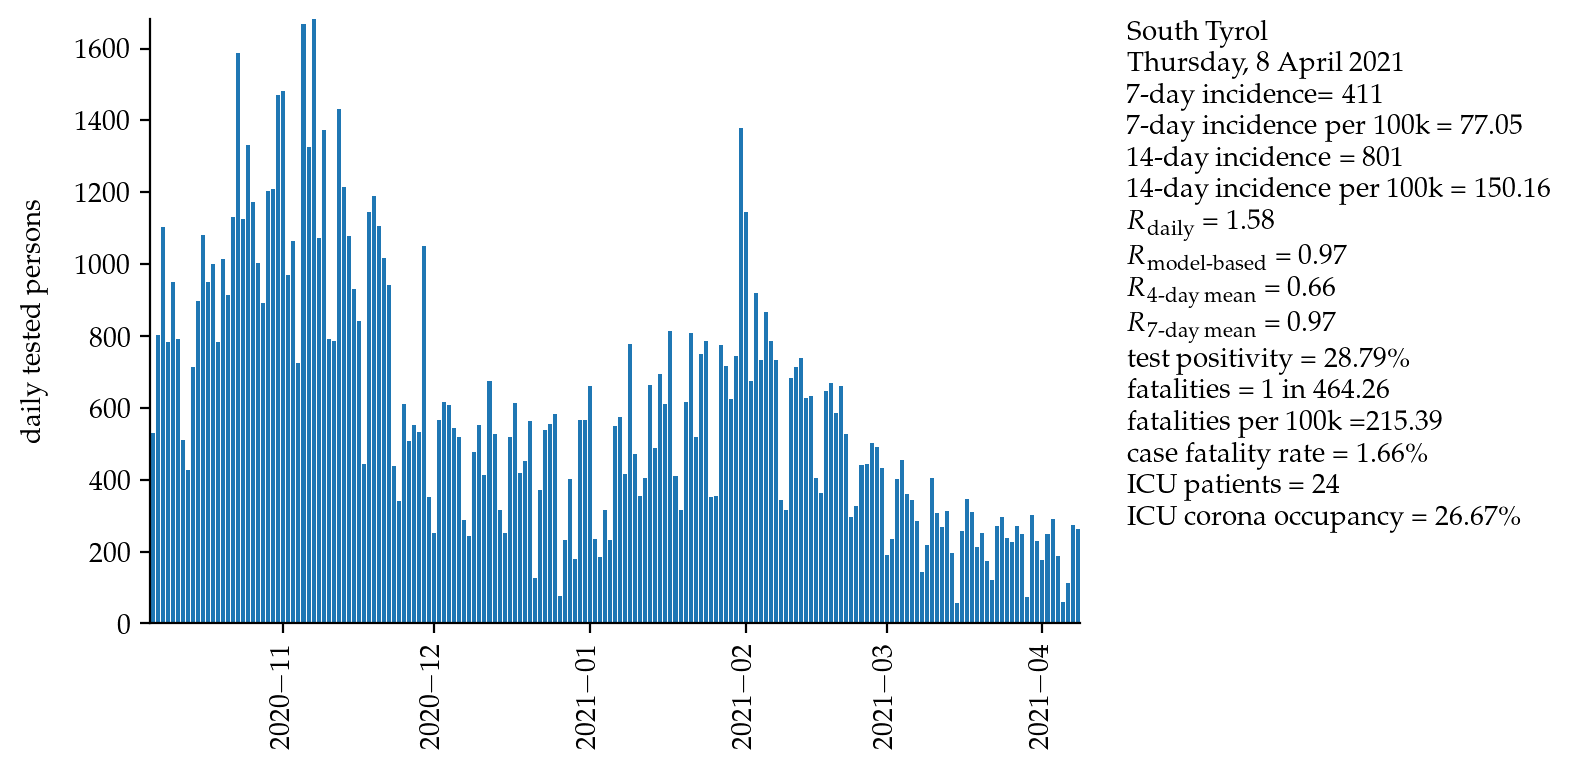 daily tested persons
1600
1400
1200
1000
800
600
400
200
0
2020−11
2020−12
2021−01
2021−02
2021−03
2021−04
South Tyrol
Thursday, 8 April 2021
7-day incidence= 411
7-day incidence per 100k = 77.05
14-day incidence = 801
14-day incidence per 100k = 150.16
R daily = 1.58
R model-based = 0.97
R 4-day mean = 0.66
R 7-day mean = 0.97
test positivity = 28.79%
fatalities = 1 in 464.26
fatalities per 100k =215.39
case fatality rate = 1.66%
ICU patients = 24
ICU corona occupancy = 26.67%